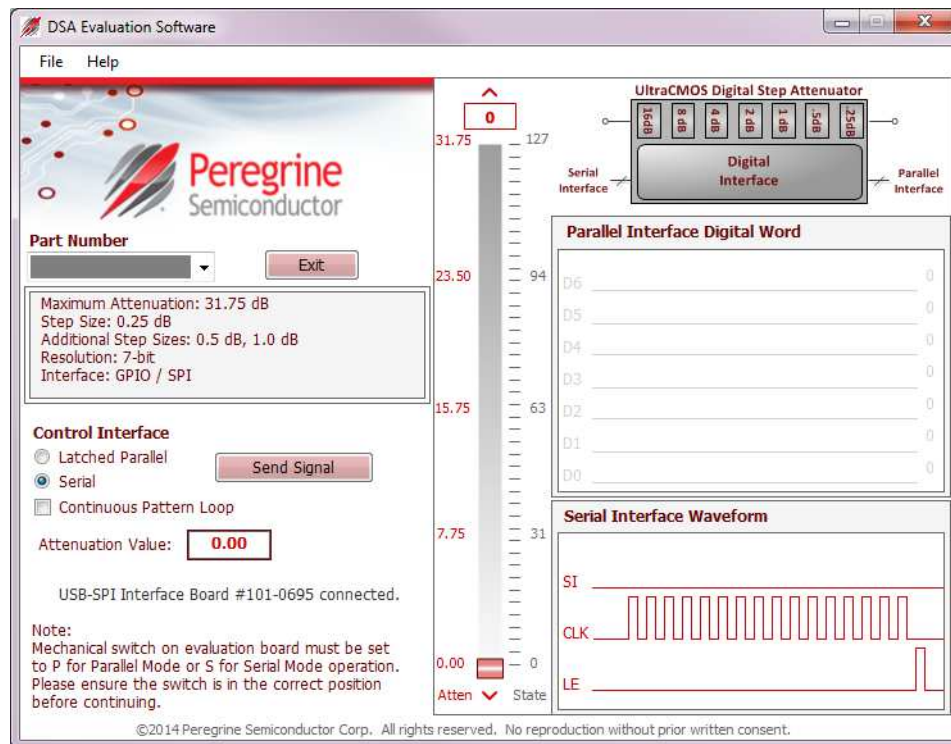 DSA Evaluation Software
File Help
Peregrine
Semiconductor
Part Number
Exit
Maximum Attenuation: 31.75 dB
Step Size: 0.25 dB
Additional Step Sizes: 0.5 dB, 1.0 dB
Resolution: 7-bit
Interface: GPIO / SPI
Control Interface
Latched Parallel
Serial
Send Signal
Continuous Pattern Loop
Attenuation Value: 0.00
USB-SPI Interface Board #101-0695 connected.
Note:
Mechanical switch on evaluation board must be set
to P for Parallel Mode or S for Serial Mode operation.
Please ensure the switch is in the correct position
before continuing.
0
31.75 127
23.50 94
15.75 63
7.75 31
0.00 0
Atten State
UltraCMOS Digital Step Attenuator
16dB 8 dB 4 dB 2 dB 1 dB .5dB .25dB
Serial
Interface
Digital
Interface
Parallel
Interface
Parallel Interface Digital Word
D6 0
D5 0
D4 0
D3 0
D2 0
D1 0
D0 0
Serial Interface Waveform
SI
CLK
LE
©2014 Peregrine Semiconductor Corp. All rights reserved. No reproduction without prior written consent.